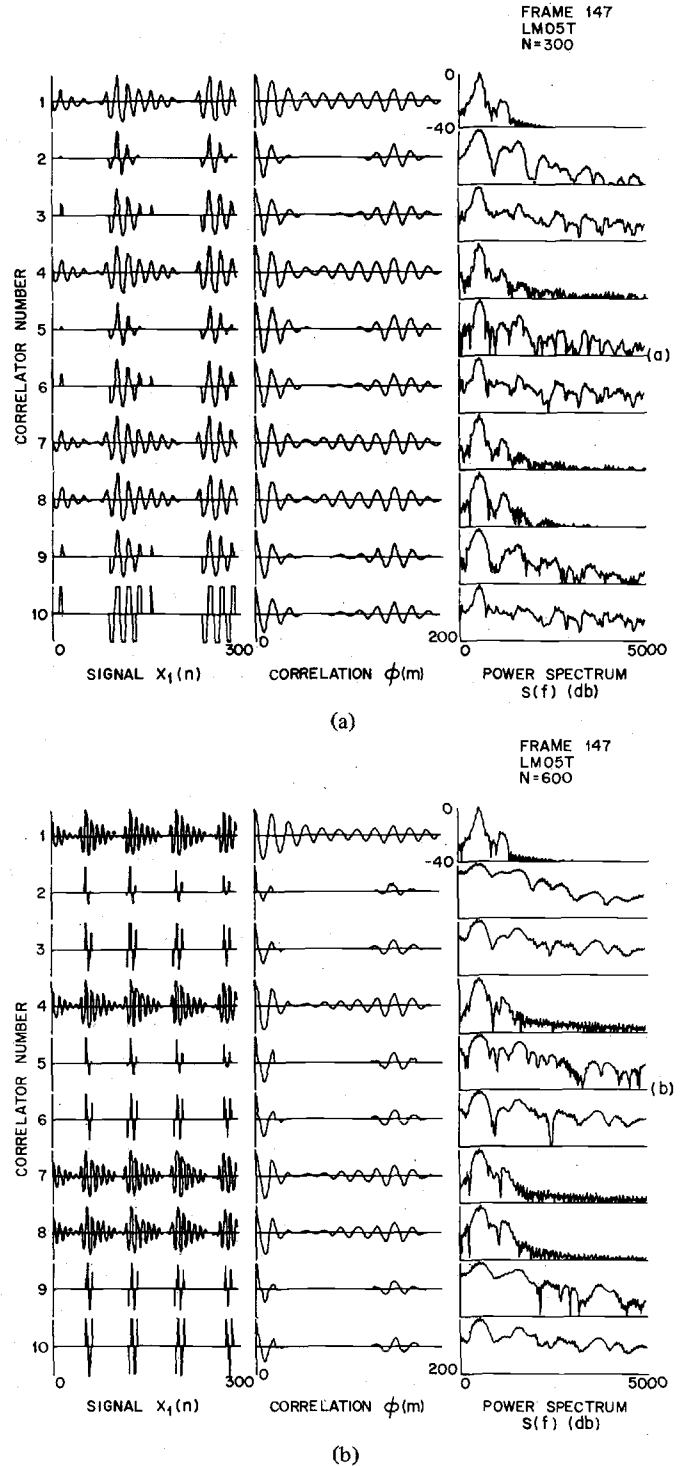 FRAME 147
LM05T
N=300
CORRELATOR NUMBER
1
2
3
4
5
6
7
8
9
10
0
-40
(a)
0 300
0 200
0 5000
SIGNAL X₁(n)
CORRELATION ϕ(m)
POWER SPECTRUM
S(f) (db)
(a)
FRAME 147
LM05T
N=600
CORRELATOR NUMBER
1
2
3
4
5
6
7
8
9
10
0
-40
(b)
0 300
0 200
0 5000
SIGNAL X₁(n)
CORRELATION ϕ(m)
POWER SPECTRUM
S(f) (db)
(b)